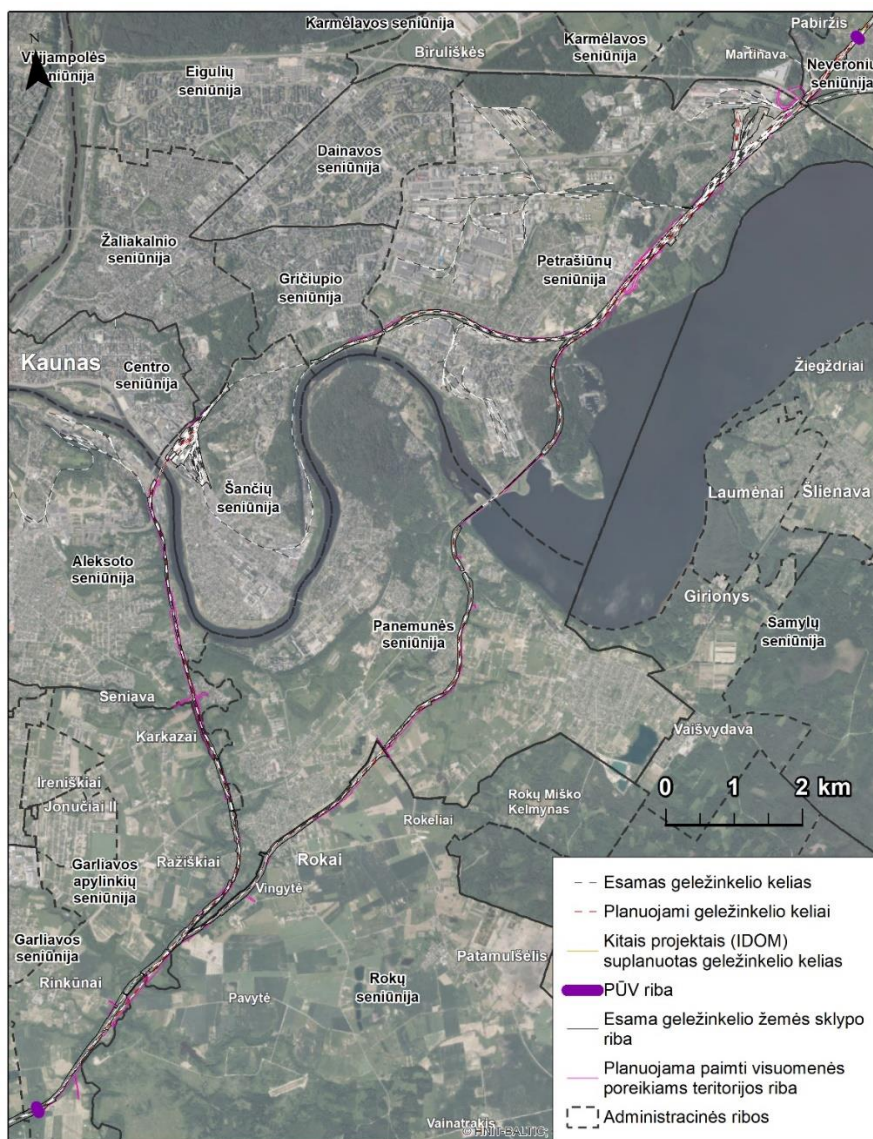 Karmėlavos seniūnija
Pabiržis
Vilijampolės
seniūnija
N
Eigulių
seniūnija
Biruliškės
Karmėlavos
seniūnija
Martinava
Neveronių
seniūnija
Dainavos
seniūnija
Žaliakalnio
seniūnija
Gričiupio
seniūnija
Petrašiūnų
seniūnija
Kaunas
Centro
seniūnija
Žiegždriai
Šančių
seniūnija
Laumėnai
Šlienava
Aleksoto
seniūnija
Girionys
Panemunės
seniūnija
Samylų
seniūnija
Seniava
Karkazai
Vaišvydava
Ireniškiai
Jonučiai II
Rokų Miško
Kelmynas
0 1 2 km
Rokeliai
Garliavos
apylinkių
seniūnija
Ražiškiai
Rokai
Vingytė
Garliavos
seniūnija
Rinkūnai
Patamulšėlis
Rokų
seniūnija
Pavytė
Vainatrakis
© HNIT-BALTIC;
Esamas geležinkelio kelias
Planuojami geležinkelio keliai
Kitais projektais (IDOM)
suplanuotas geležinkelio kelias
PŪV riba
Esama geležinkelio žemės sklypo
riba
Planuojama paimti visuomenės
poreikiams teritorijos riba
Administracinės ribos